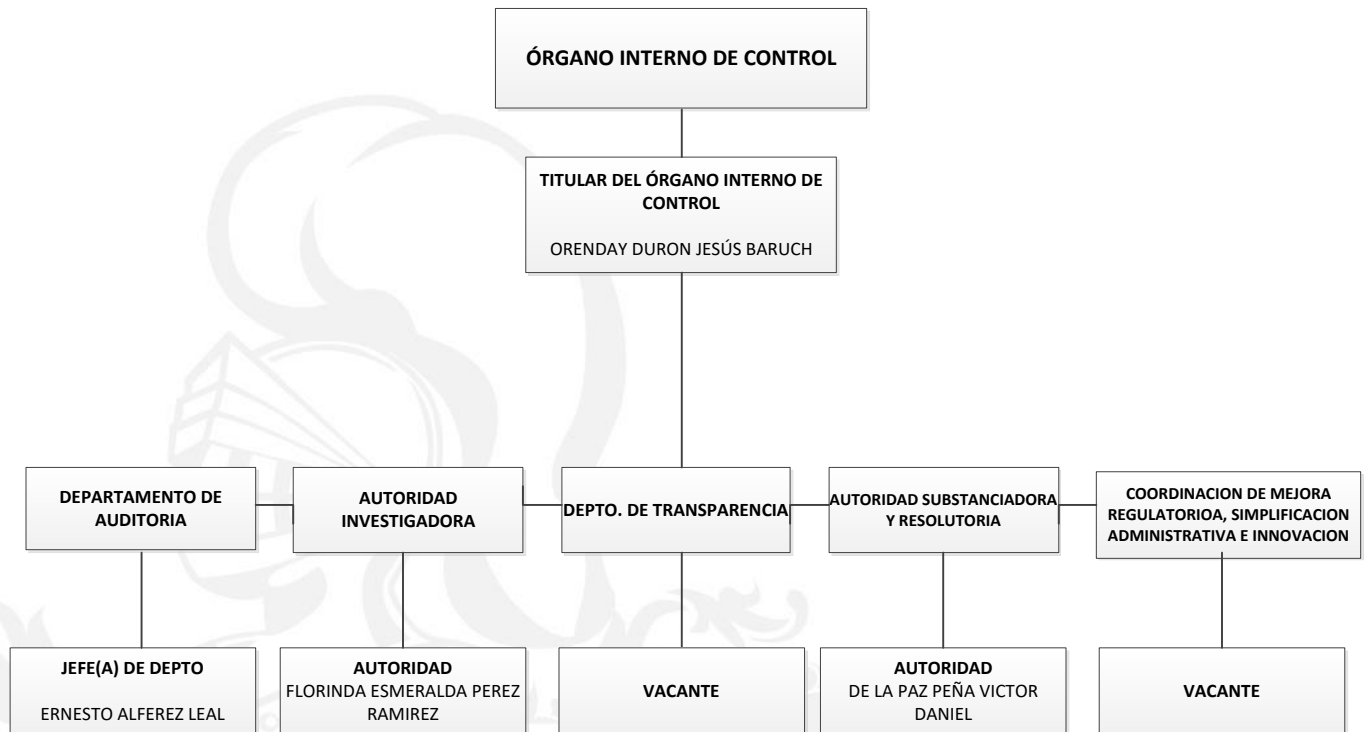 ÓRGANO INTERNO DE CONTROL
TITULAR DEL ÓRGANO INTERNO DE
CONTROL
ORENDAY DURON JESÚS BARUCH
DEPARTAMENTO DE
AUDITORIA
AUTORIDAD
INVESTIGADORA
DEPTO. DE TRANSPARENCIA
AUTORIDAD SUBSTANCIADORA
Y RESOLUTORIA
COORDINACION DE MEJORA
REGULATORIOA, SIMPLIFICACION
ADMINISTRATIVA E INNOVACION
JEFE(A) DE DEPTO
ERNESTO ALFEREZ LEAL
AUTORIDAD
FLORINDA ESMERALDA PEREZ
RAMIREZ
VACANTE
AUTORIDAD
DE LA PAZ PEÑA VICTOR
DANIEL
VACANTE